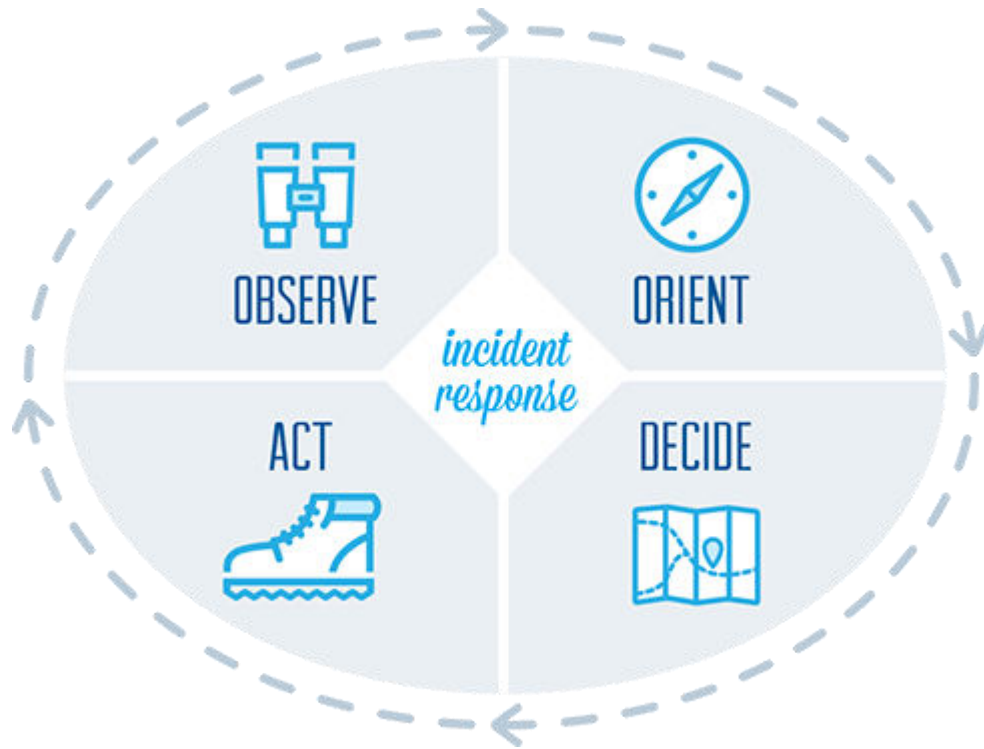 OBSERVE
ORIENT
incident
response
ACT
DECIDE